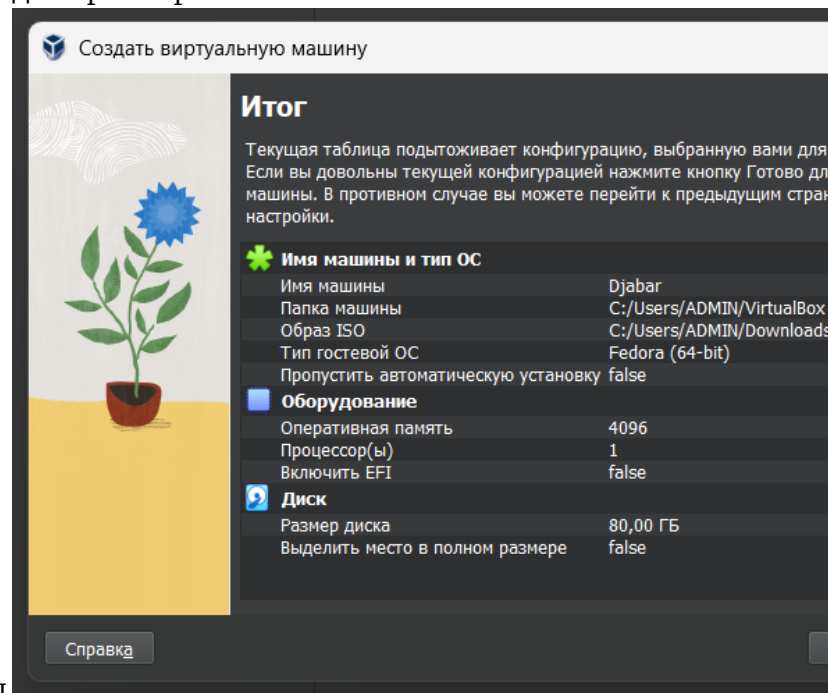 Создать виртуальную машину
Итог
Текущая таблица подытоживает конфигурацию, выбранную вами для
Если вы довольны текущей конфигурацией нажмите кнопку Готово дл
машины. В противном случае вы можете перейти к предыдущим стран
настройки.
Имя машины и тип ОС
Имя машины Djabar
Папка машины C:/Users/ADMIN/VirtualBox
Образ ISO C:/Users/ADMIN/Downloads
Тип гостевой ОС Fedora (64-bit)
Пропустить автоматическую установку false
Оборудование
Оперативная память 4096
Процессор(ы) 1
Включить EFI false
Диск
Размер диска 80,00 ГБ
Выделить место в полном размере false
Справка